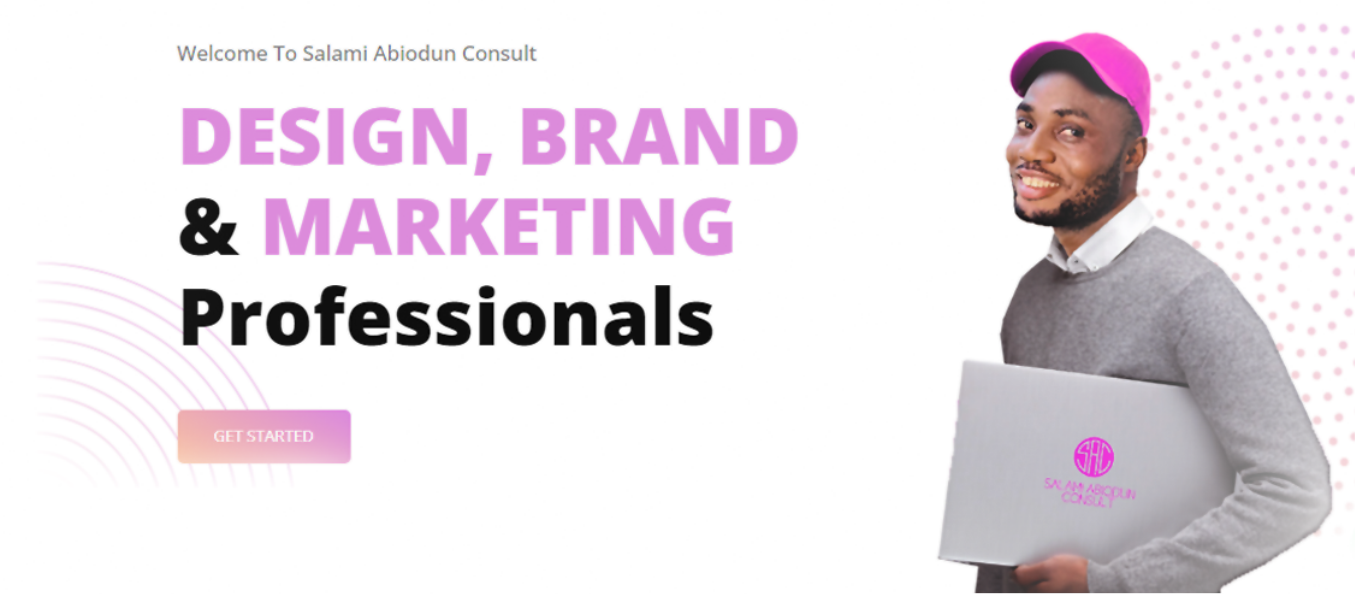 Welcome To Salami Abiodun Consult
DESIGN, BRAND
& MARKETING
Professionals
GET STARTED
SAC
SALAMI ABIODUN
CONSULT